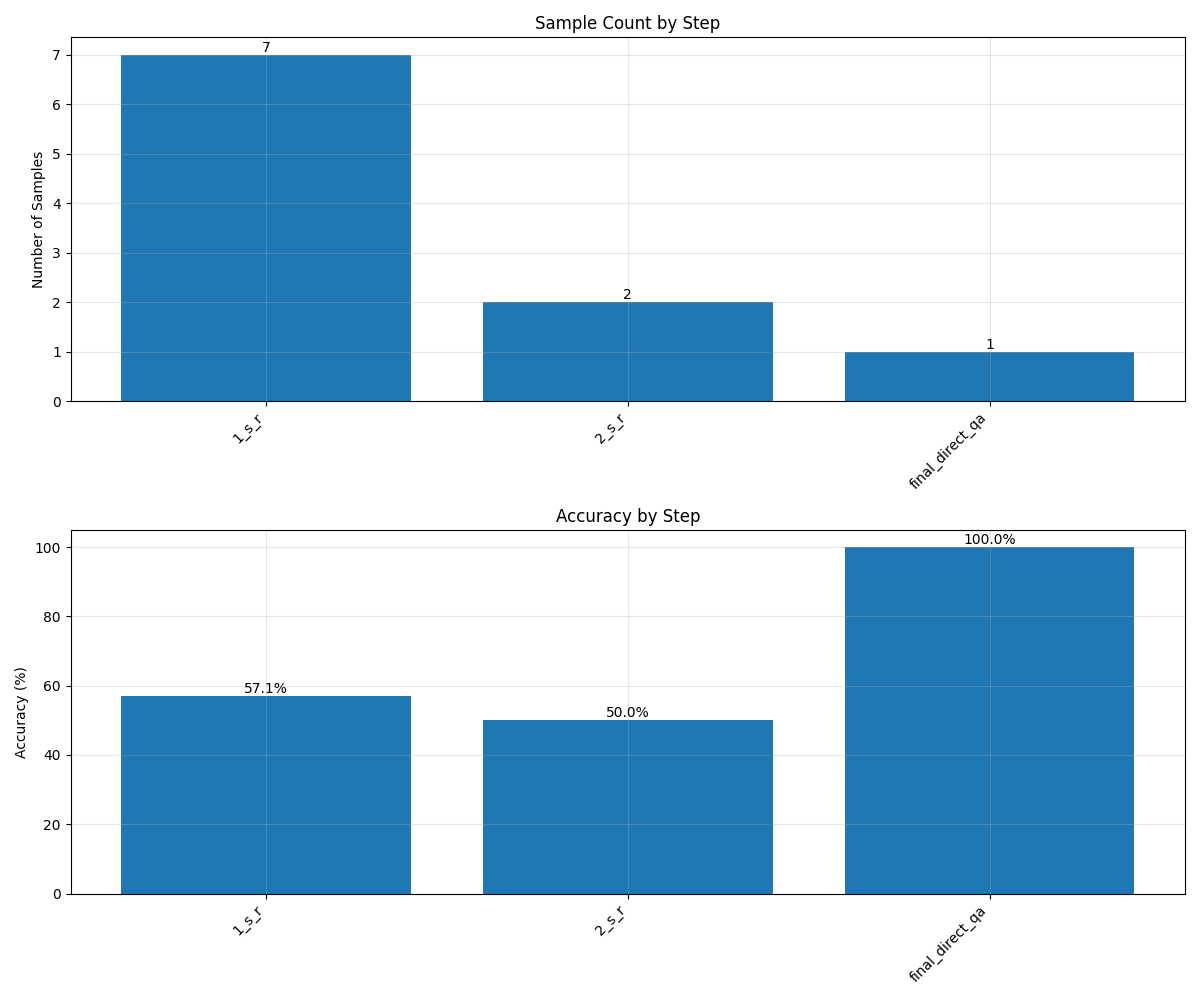 Sample Count by Step
Number of Samples
7
6
5
4
3
2
1
0
7
2
1
1_s_r
2_s_r
final_direct_qa
Accuracy by Step
Accuracy (%)
100
80
60
40
20
0
57.1%
50.0%
100.0%
1_s_r
2_s_r
final_direct_qa